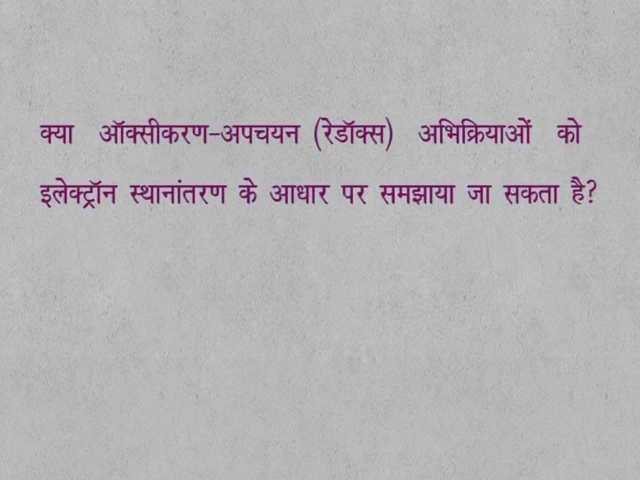 क्या ऑक्सीकरण-अपचयन (रेडॉक्स) अभिक्रियाओं को
इलेक्ट्रॉन स्थानांतरण के आधार पर समझाया जा सकता है?